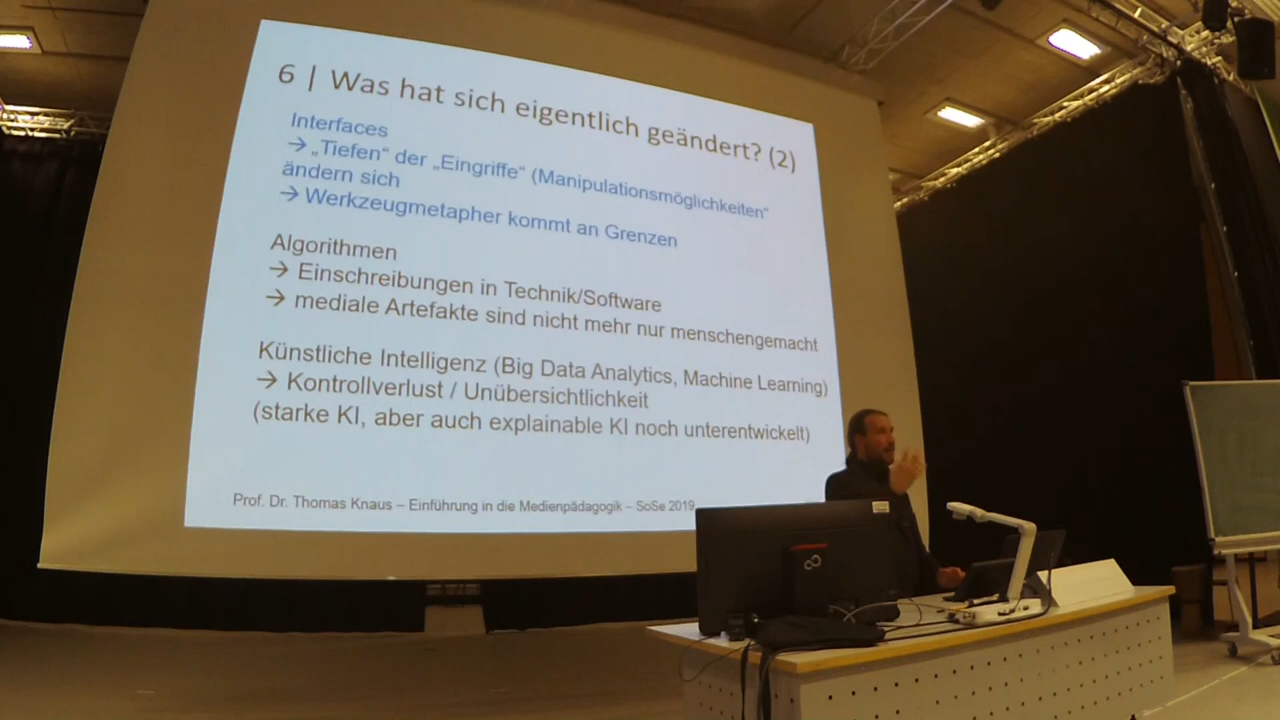 6 | Was hat sich eigentlich geändert? (2)
Interfaces
→ „Tiefen“ der „Eingriffe“ (Manipulationsmöglichkeiten“
ändern sich
→ Werkzeugmetapher kommt an Grenzen
Algorithmen
→ Einschreibungen in Technik/Software
→ mediale Artefakte sind nicht mehr nur menschengemacht
Künstliche Intelligenz (Big Data Analytics, Machine Learning)
→ Kontrollverlust / Unübersichtlichkeit
(starke KI, aber auch explainable KI noch unterentwickelt)
Prof. Dr. Thomas Knaus – Einführung in die Medienpädagogik – SoSe 2019